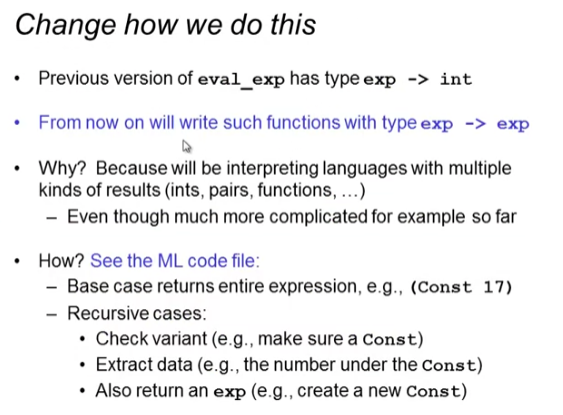 Change how we do this
• Previous version of eval_exp has type exp -> int
• From now on will write such functions with type exp -> exp
• Why? Because will be interpreting languages with multiple
kinds of results (ints, pairs, functions, …)
– Even though much more complicated for example so far
• How? See the ML code file:
– Base case returns entire expression, e.g., (Const 17)
– Recursive cases:
• Check variant (e.g., make sure a Const)
• Extract data (e.g., the number under the Const)
• Also return an exp (e.g., create a new Const)